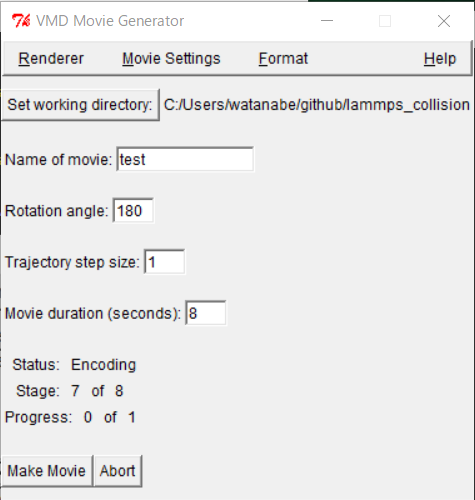 VMD Movie Generator
Renderer Movie Settings Format Help
Set working directory: C:/Users/watanabe/github/lammps_collision
Name of movie: test
Rotation angle: 180
Trajectory step size: 1
Movie duration (seconds): 8
Status: Encoding
Stage: 7 of 8
Progress: 0 of 1
Make Movie Abort